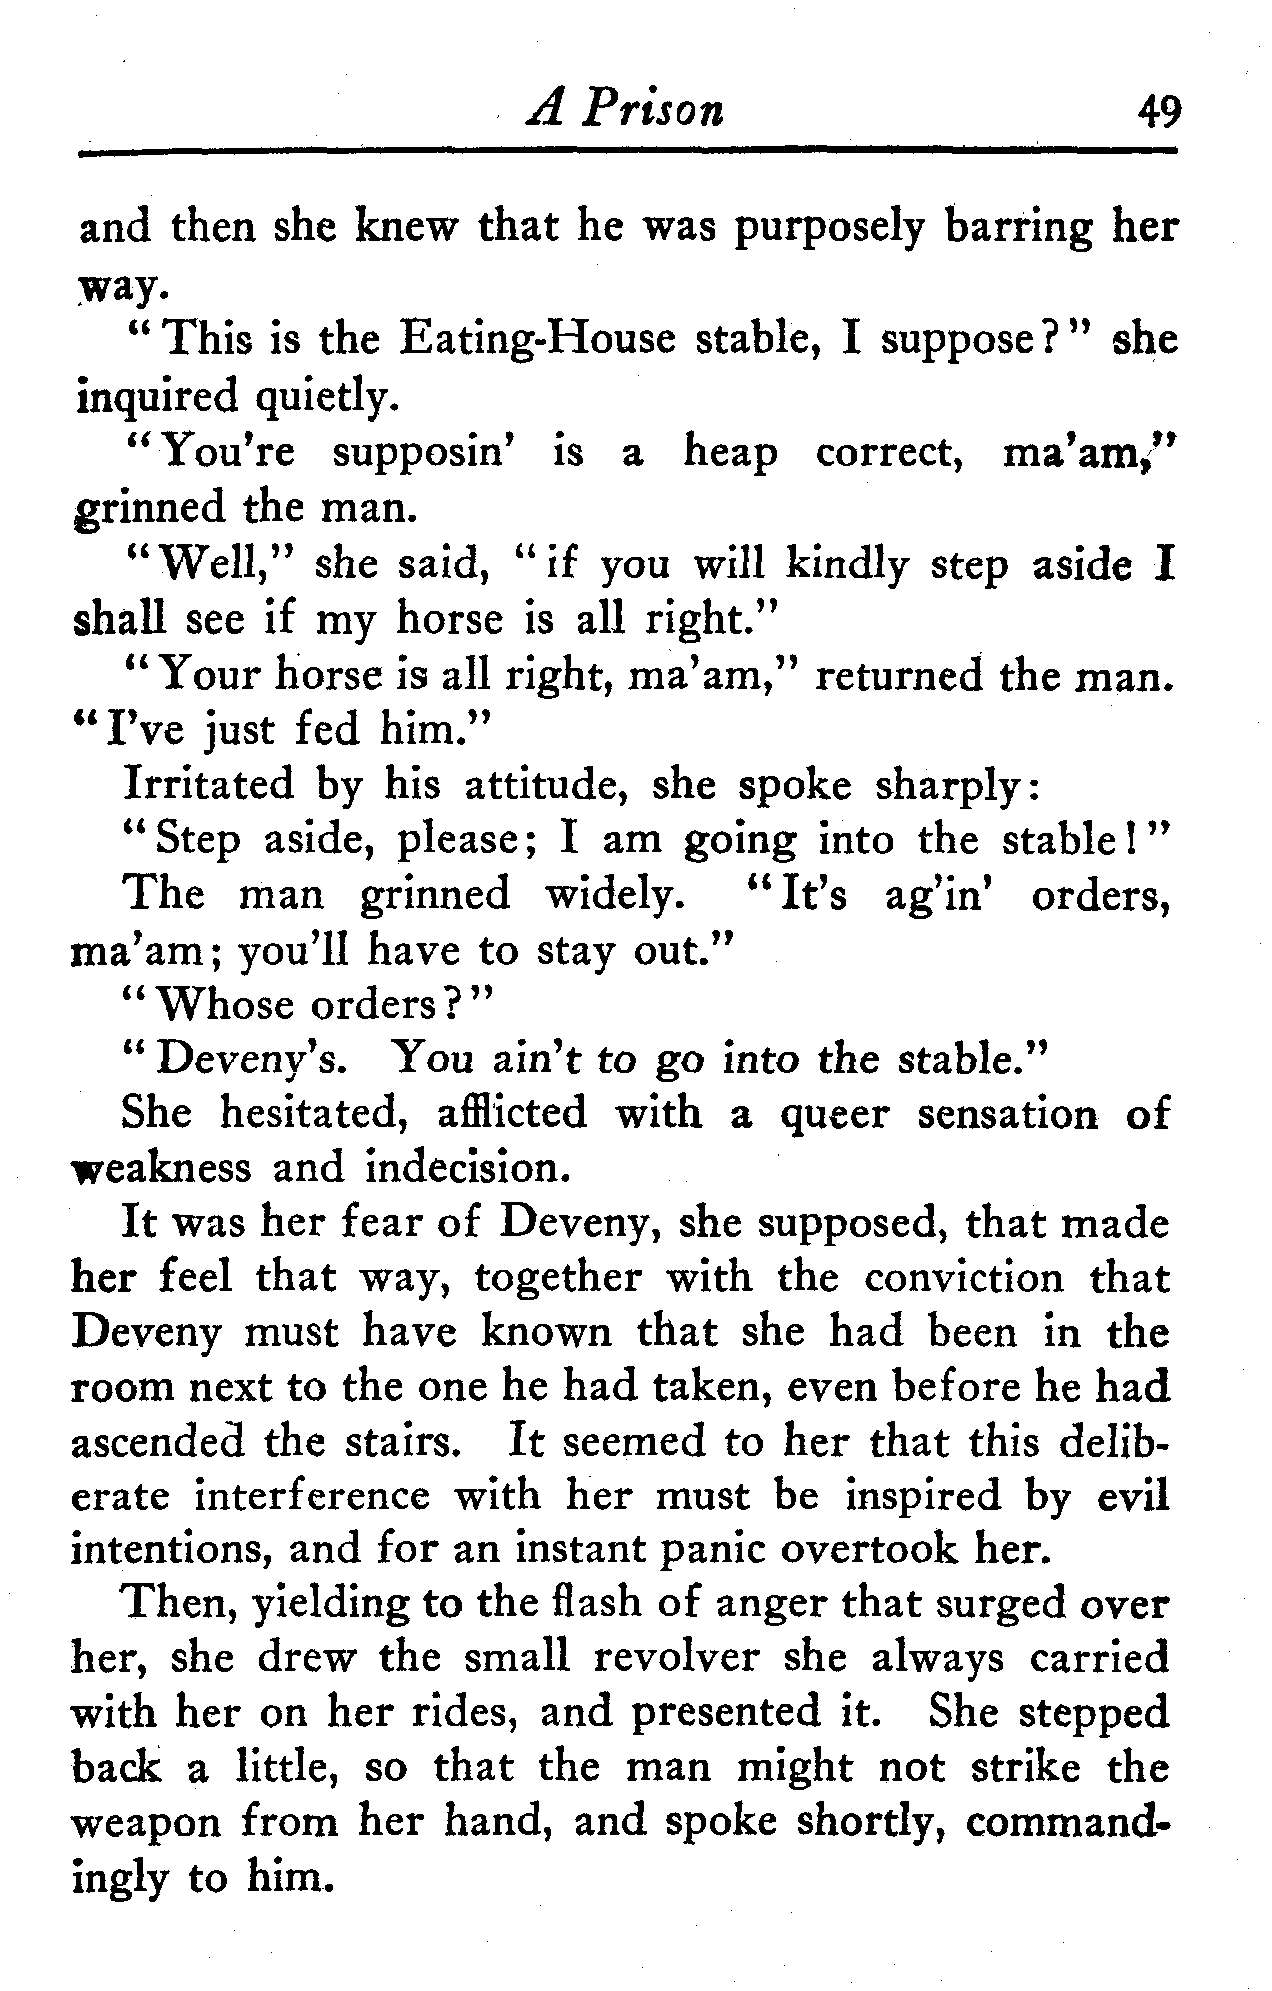 A Prison 49
and then she knew that he was purposely barring her
way.
"This is the Eating-House stable, I suppose?" she
inquired quietly.
"You're supposin' is a heap correct, ma'am,"
grinned the man.
"Well," she said, "if you will kindly step aside I
shall see if my horse is all right."
"Your horse is all right, ma'am," returned the man.
"I've just fed him."
Irritated by his attitude, she spoke sharply:
"Step aside, please; I am going into the stable!"
The man grinned widely. "It's ag'in' orders,
ma'am; you'll have to stay out."
"Whose orders?"
"Deveny's. You ain't to go into the stable."
She hesitated, afflicted with a queer sensation of
weakness and indecision.
It was her fear of Deveny, she supposed, that made
her feel that way, together with the conviction that
Deveny must have known that she had been in the
room next to the one he had taken, even before he had
ascended the stairs. It seemed to her that this delib-
erate interference with her must be inspired by evil
intentions, and for an instant panic overtook her.
Then, yielding to the flash of anger that surged over
her, she drew the small revolver she always carried
with her on her rides, and presented it. She stepped
back a little, so that the man might not strike the
weapon from her hand, and spoke shortly, command-
ingly to him.